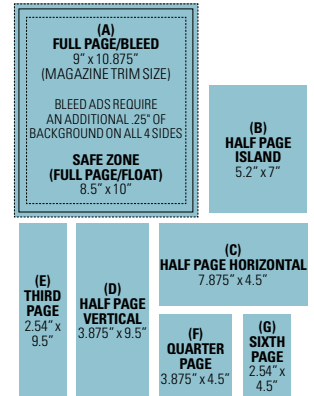 (A)
FULL PAGE/BLEED
9” x 10.875”
(MAGAZINE TRIM SIZE)
BLEED ADS REQUIRE
AN ADDITIONAL .25" OF
BACKGROUND ON ALL 4 SIDES
SAFE ZONE
(FULL PAGE/FLOAT)
8.5” x 10”
(B)
HALF PAGE
ISLAND
5.2” x 7”
(C)
HALF PAGE HORIZONTAL
7.875” x 4.5”
(E)
THIRD
PAGE
2.54” x
9.5”
(D)
HALF PAGE
VERTICAL
3.875” x 9.5”
(F)
QUARTER
PAGE
3.875” x 4.5”
(G)
SIXTH
PAGE
2.54” x
4.5”